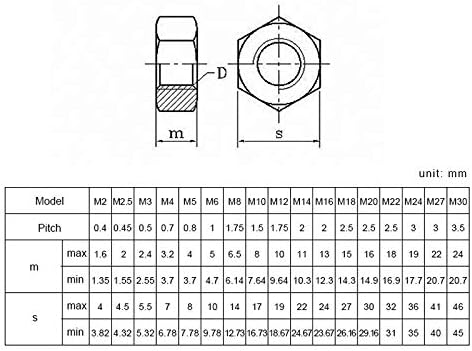 D
m
s
unit: mm
Model M2 M2.5 M3 M4 M5 M6 M8 M10 M12 M14 M16 M18 M20 M22 M24 M27 M30
Pitch 0.4 0.45 0.5 0.7 0.8 1 1.75 1.5 1.75 2 2 2.5 2.5 2.5 3 3 3.5
m max 1.6 2 2.4 3.2 4 5 6.5 8 10 11 13 15 16 18 19 22 24
min 1.35 1.55 2.55 3.7 3.7 4.7 6.14 7.64 9.64 10.3 12.3 14.3 14.9 16.9 17.7 20.7 20.7
s max 4 4.5 5.5 7 8 10 14 17 19 22 24 27 30 32 36 41 46
min 3.82 4.32 5.32 6.78 7.78 9.78 12.73 16.73 18.67 24.67 23.67 26.16 29.16 31 35 40 45